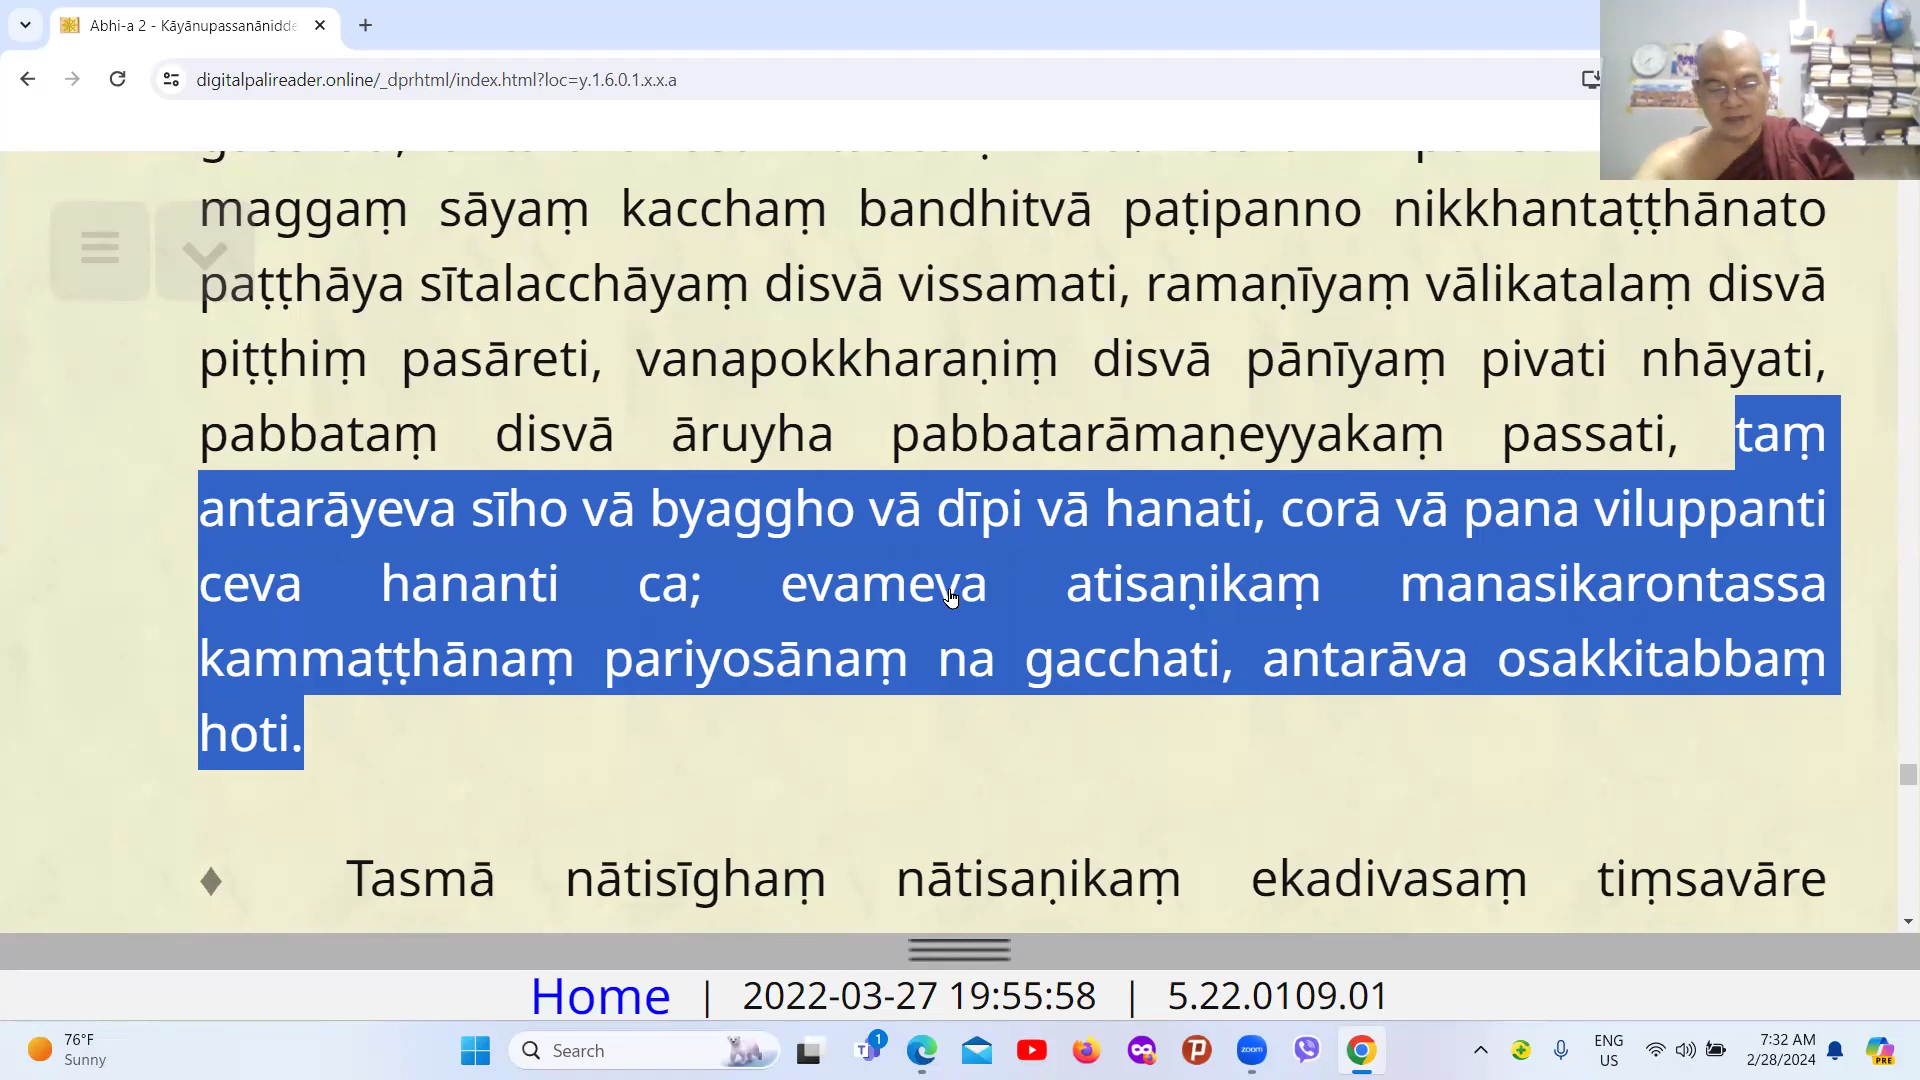 Abhi-a 2 - Kāyānupassanānidde
digitalpalireader.online/_dprhtml/index.html?loc=y.1.6.0.1.x.x.a
maggaṃ sāyaṃ kacchaṃ bandhitvā paṭipanno nikkhantaṭṭhānato
paṭṭhāya sītalacchāyaṃ disvā vissamati, ramaṇīyaṃ vālikatalaṃ disvā
piṭṭhiṃ pasāreti, vanapokkharaṇiṃ disvā pānīyaṃ pivati nhāyati,
pabbataṃ disvā āruyha pabbatarāmaṇeyyakaṃ passati, taṃ
antarāyeva sīho vā byaggho vā dīpi vā hanati, corā vā pana viluppanti
ceva hananti ca; evameva atisaṇikaṃ manasikarontassa
kammaṭṭhānaṃ pariyosānaṃ na gacchati, antarāva osakkitabbaṃ
hoti.
♦ Tasmā nātisīghaṃ nātisaṇikaṃ ekadivasaṃ tiṃsavāre
Home | 2022-03-27 19:55:58 | 5.22.0109.01
76°F
Sunny
Search
1
zoom
PRE
ENG
US
7:32 AM
2/28/2024